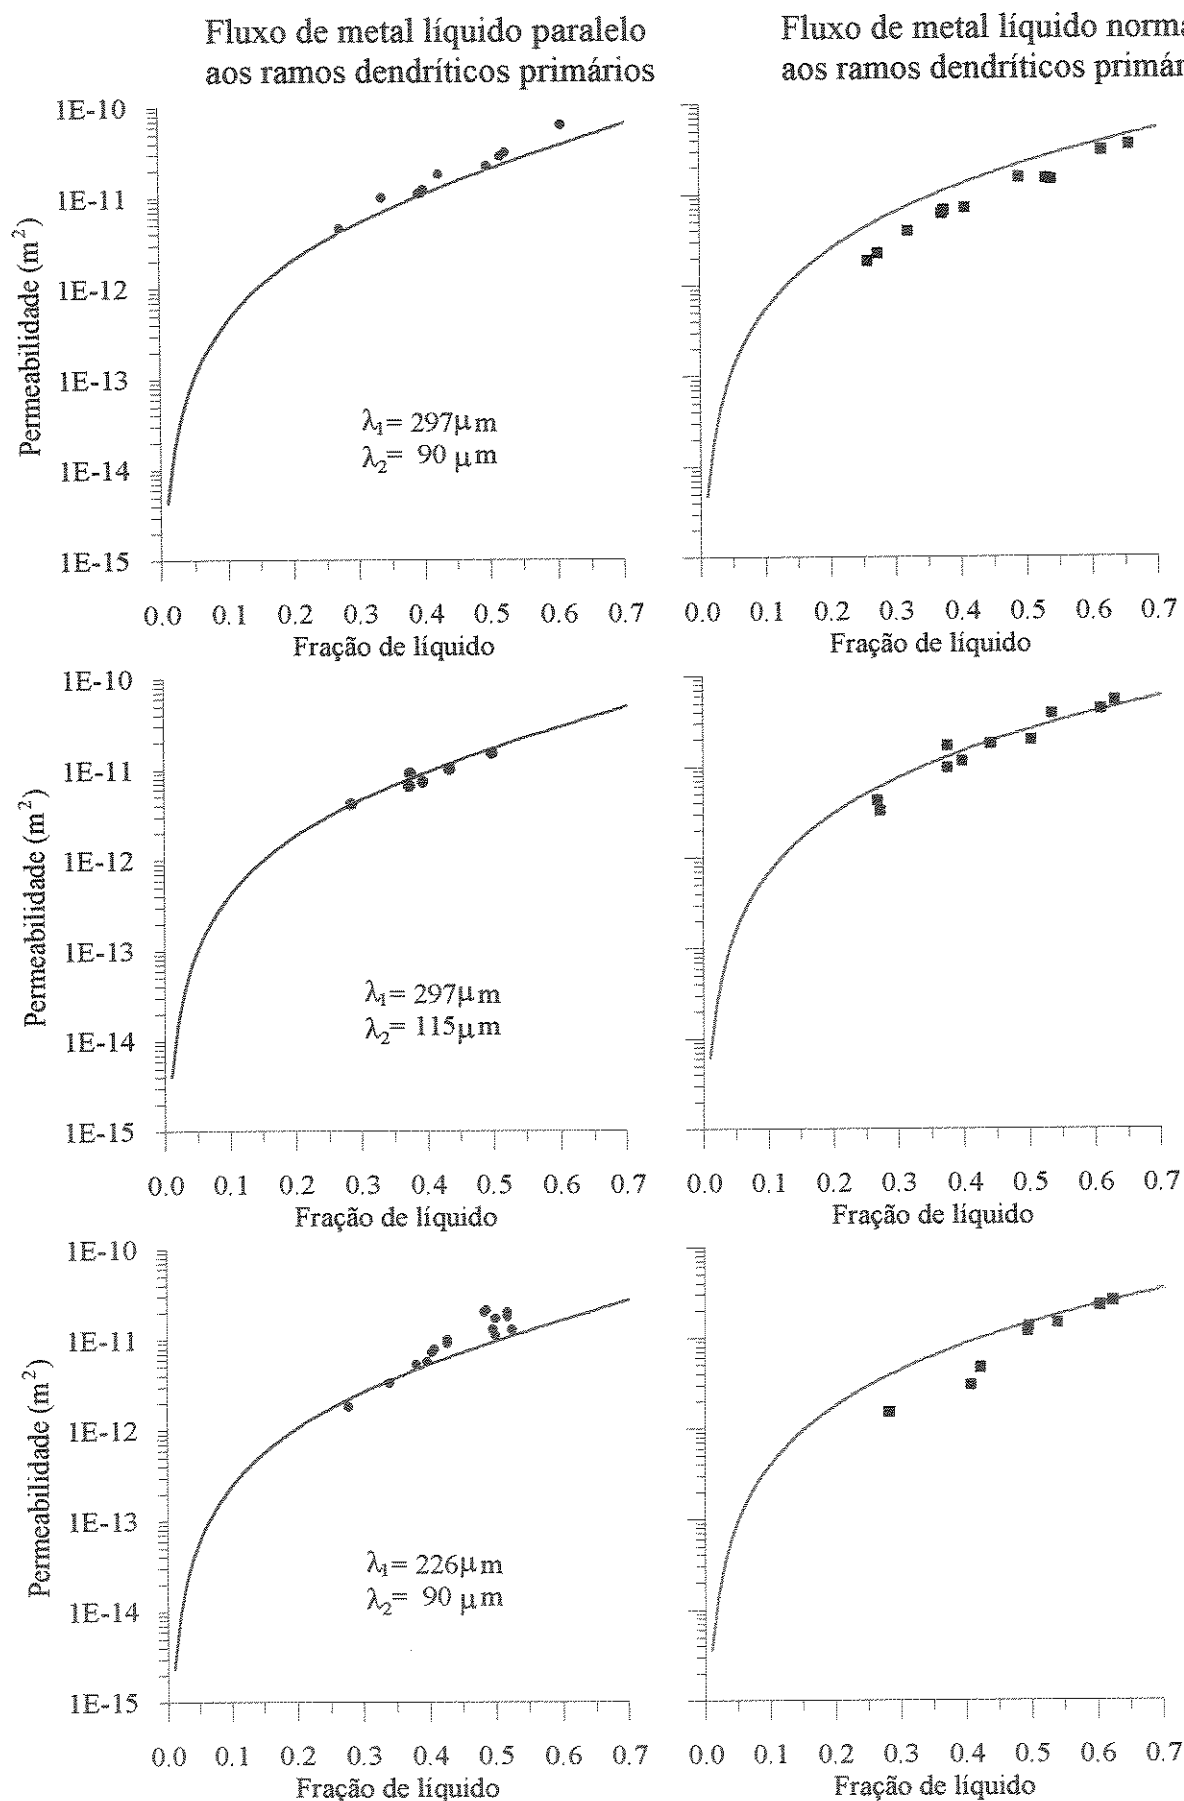 Fluxo de metal líquido paralelo
aos ramos dendríticos primários
Fluxo de metal líquido norma
aos ramos dendríticos primár
1E-10
1E-11
1E-12
1E-13
1E-14
1E-15
Permeabilidade (m²)
λ₁= 297μm
λ₂= 90 μm
0.0 0.1 0.2 0.3 0.4 0.5 0.6 0.7
Fração de líquido
0.0 0.1 0.2 0.3 0.4 0.5 0.6 0.7
Fração de líquido
1E-10
1E-11
1E-12
1E-13
1E-14
1E-15
Permeabilidade (m²)
λ₁= 297μm
λ₂= 115μm
0.0 0.1 0.2 0.3 0.4 0.5 0.6 0.7
Fração de líquido
0.0 0.1 0.2 0.3 0.4 0.5 0.6 0.7
Fração de líquido
1E-10
1E-11
1E-12
1E-13
1E-14
1E-15
Permeabilidade (m²)
λ₁= 226μm
λ₂= 90 μm
0.0 0.1 0.2 0.3 0.4 0.5 0.6 0.7
Fração de líquido
0.0 0.1 0.2 0.3 0.4 0.5 0.6 0.7
Fração de líquido